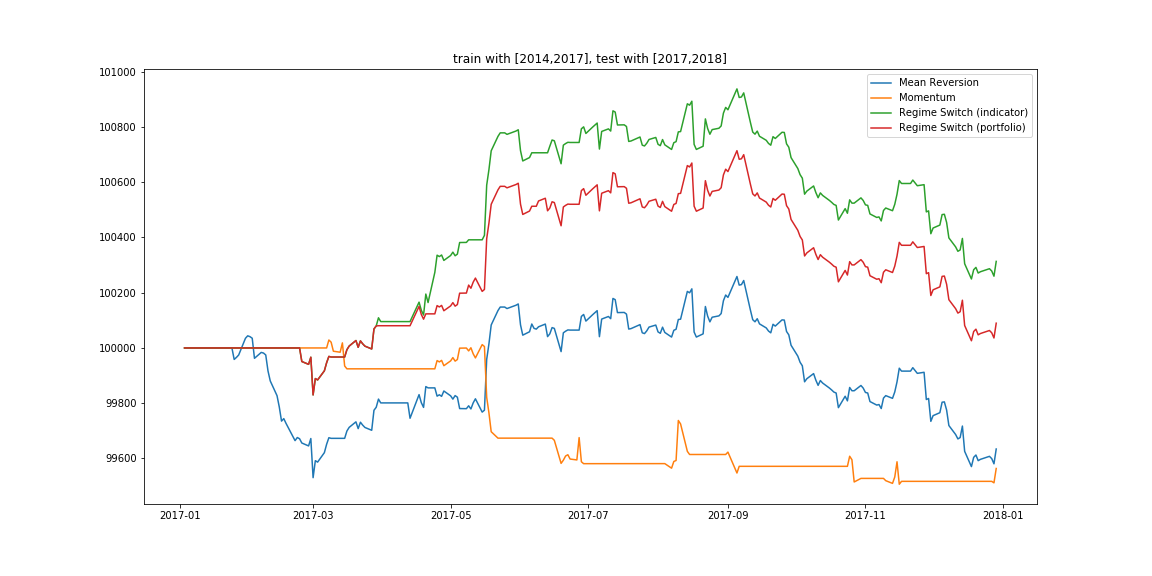 train with [2014,2017], test with [2017,2018]
101000
100800
100600
100400
100200
100000
99800
99600
Mean Reversion
Momentum
Regime Switch (indicator)
Regime Switch (portfolio)
2017-01 2017-03 2017-05 2017-07 2017-09 2017-11 2018-01